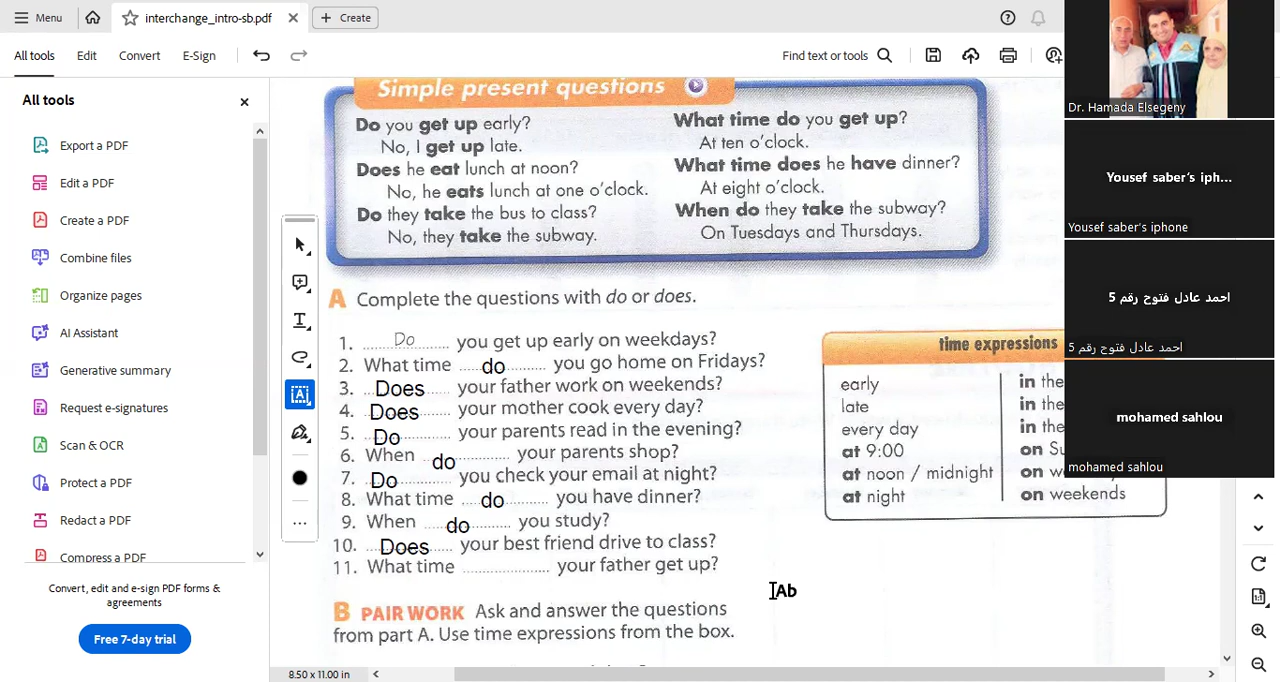 Menu
interchange_intro-sb.pdf
Create
All tools
Edit
Convert
E-Sign
Find text or tools
All tools
Export a PDF
Edit a PDF
Create a PDF
Combine files
Organize pages
AI Assistant
Generative summary
Request e-signatures
Scan & OCR
Protect a PDF
Redact a PDF
Compress a PDF
Convert, edit and e-sign PDF forms & agreements
Free 7-day trial
Simple present questions
Do you get up early?
No, I get up late.
Does he eat lunch at noon?
No, he eats lunch at one o'clock.
Do they take the bus to class?
No, they take the subway.
What time do you get up?
At ten o'clock.
What time does he have dinner?
At eight o'clock.
When do they take the subway?
On Tuesdays and Thursdays.
A Complete the questions with do or does.
1. Do you get up early on weekdays?
2. What time do you go home on Fridays?
3. Does your father work on weekends?
4. Does your mother cook every day?
5. Do your parents read in the evening?
6. When do your parents shop?
7. Do you check your email at night?
8. What time do you have dinner?
9. When do you study?
10. Does your best friend drive to class?
11. What time your father get up?
time expressions
early
late
every day
at 9:00
at noon / midnight
at night
in the
in the
in the
on Su
on w
on weekends
Ab
B PAIR WORK Ask and answer the questions
from part A. Use time expressions from the box.
8.50 x 11.00 in
Dr. Hamada Elsegeny
Yousef saber's iph...
Yousef saber's iphone
احمد عادل فتوح رقم 5
احمد عادل فتوح رقم 5
mohamed sahlou
mohamed sahlou